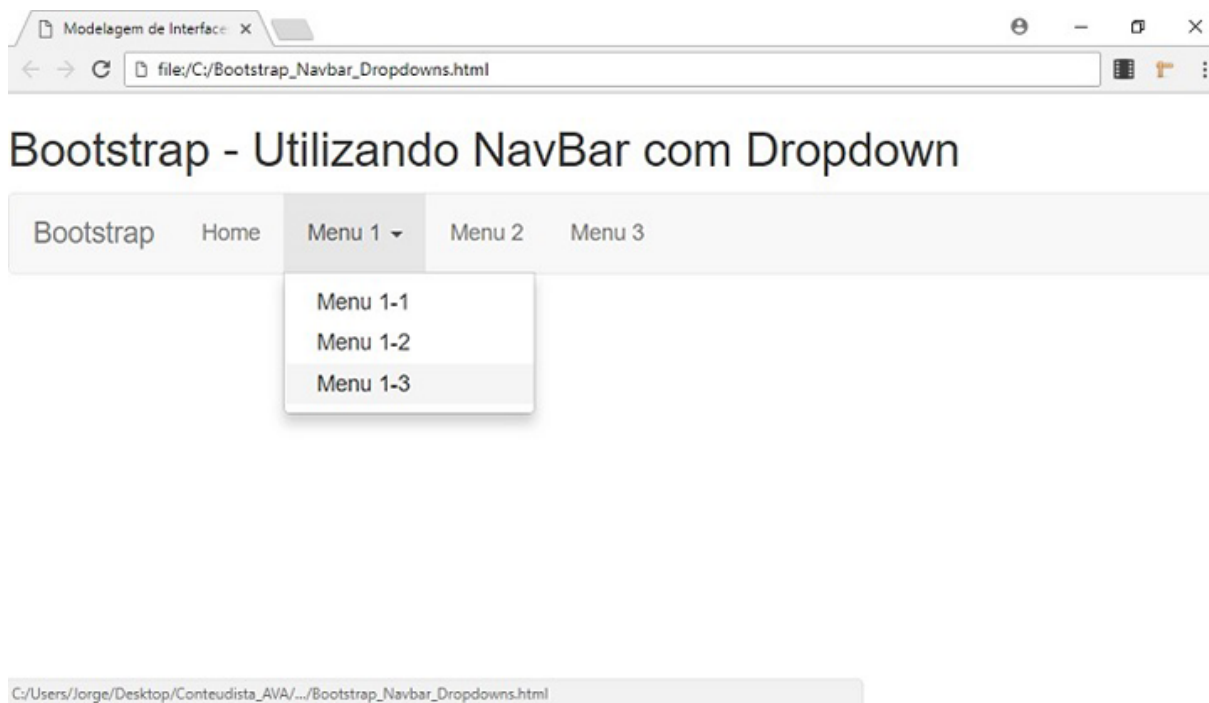 Modelagem de Interface
file:/C:/Bootstrap_Navbar_Dropdowns.html
Bootstrap - Utilizando NavBar com Dropdown
Bootstrap Home Menu 1 Menu 2 Menu 3
Menu 1-1
Menu 1-2
Menu 1-3
C:/Users/Jorge/Desktop/Conteudista_AVA/.../Bootstrap_Navbar_Dropdowns.html